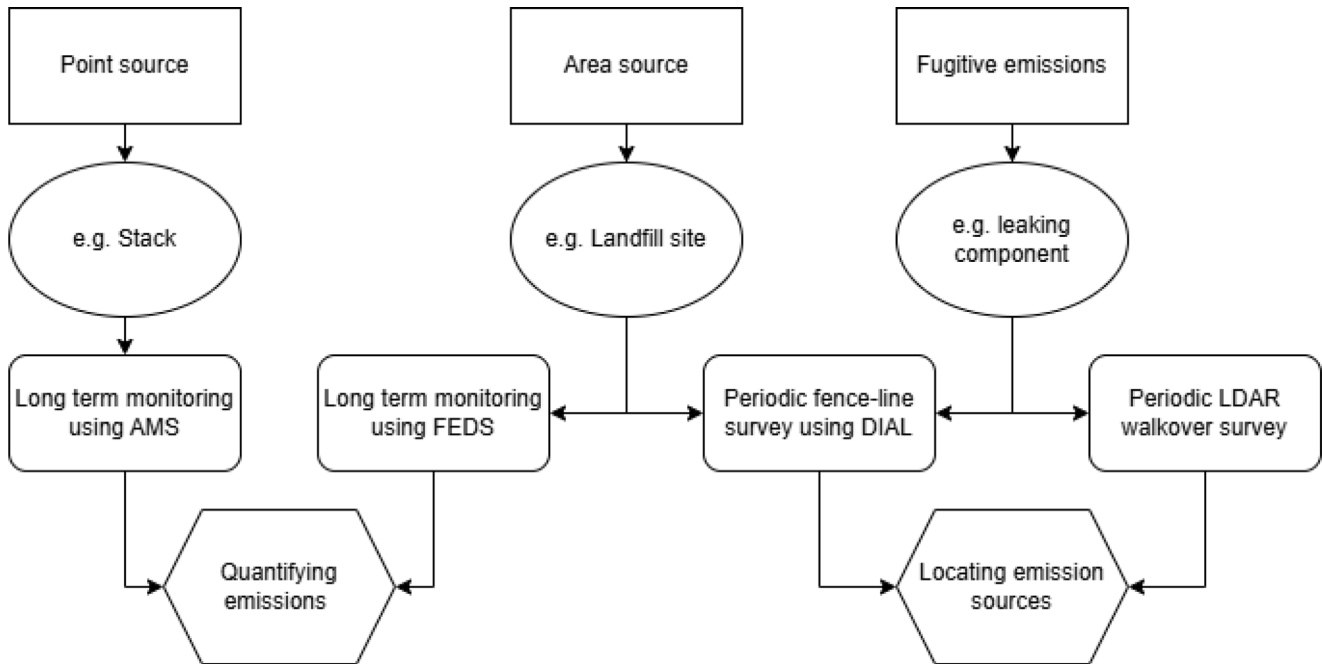 Point source
Area source
Fugitive emissions
e.g. Stack
e.g. Landfill site
e.g. leaking
component
Long term monitoring
using AMS
Long term monitoring
using FEDS
Periodic fence-line
survey using DIAL
Periodic LDAR
walkover survey
Quantifying
emissions
Locating emission
sources